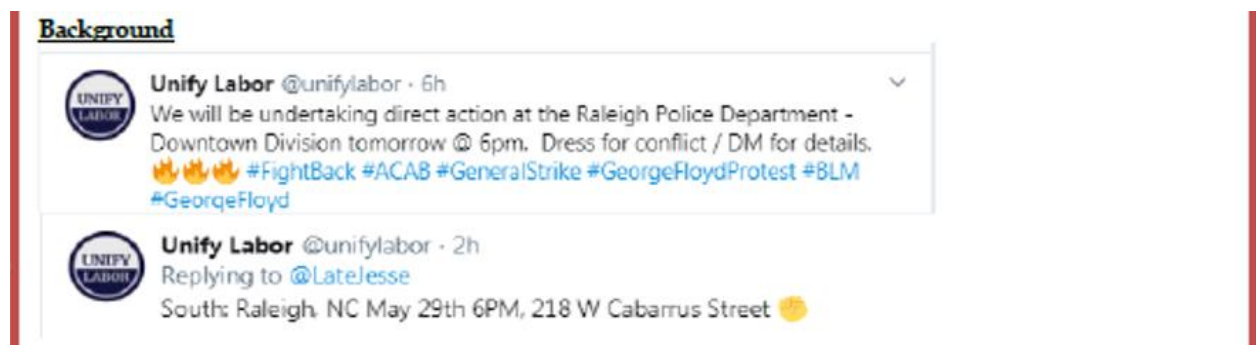 Background
Unify Labor @unifylabor · 6h
We will be undertaking direct action at the Raleigh Police Department -
Downtown Division tomorrow @ 6pm. Dress for conflict / DM for details.
🔥🔥🔥 #FightBack #ACAB #GeneralStrike #GeorgeFloydProtest #BLM
#GeorgeFloyd
UNIFY
LABOR
Unify Labor @unifylabor · 2h
Replying to @LateJesse
South: Raleigh, NC May 29th 6PM, 218 W Cabarrus Street ✊
UNIFY
LABOR